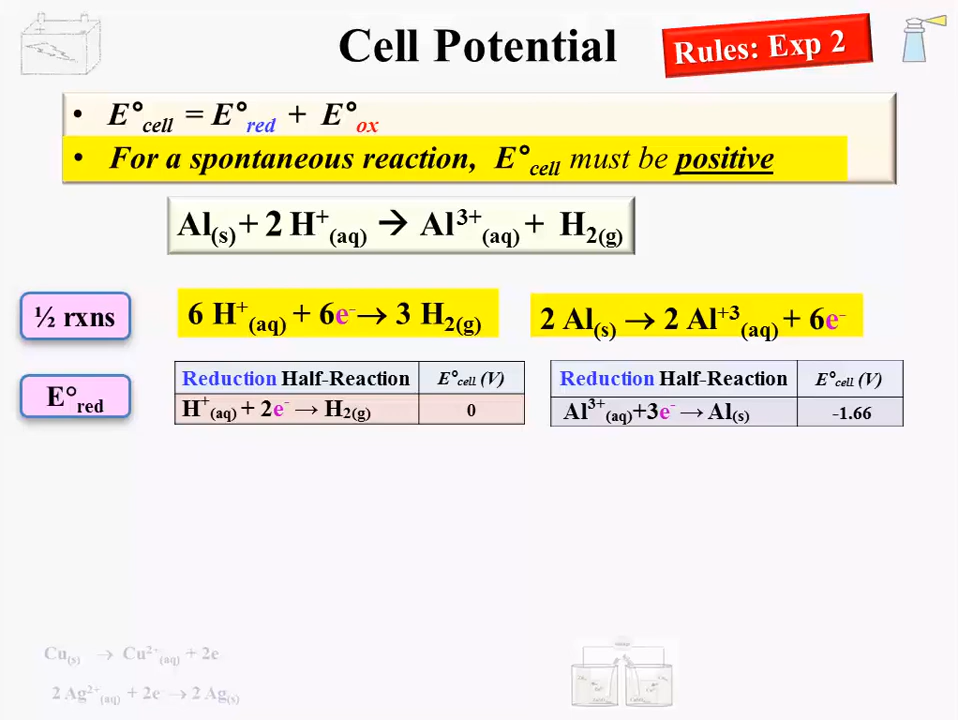 Cell Potential
Rules: Exp 2
• E°cell = E°red + E°ox
• For a spontaneous reaction, E°cell must be positive
Al(s) + 2 H+(aq) → Al3+(aq) + H2(g)
½ rxns
6 H+(aq) + 6e- → 3 H2(g)
2 Al(s) → 2 Al+3(aq) + 6e-
E°red
Reduction Half-Reaction E°cell (V)
H+(aq) + 2e- → H2(g) 0
Reduction Half-Reaction E°cell (V)
Al3+(aq)+3e- → Al(s) -1.66
Cu(s) → Cu2+(aq) + 2e
2 Ag2+(aq) + 2e → 2 Ag(s)